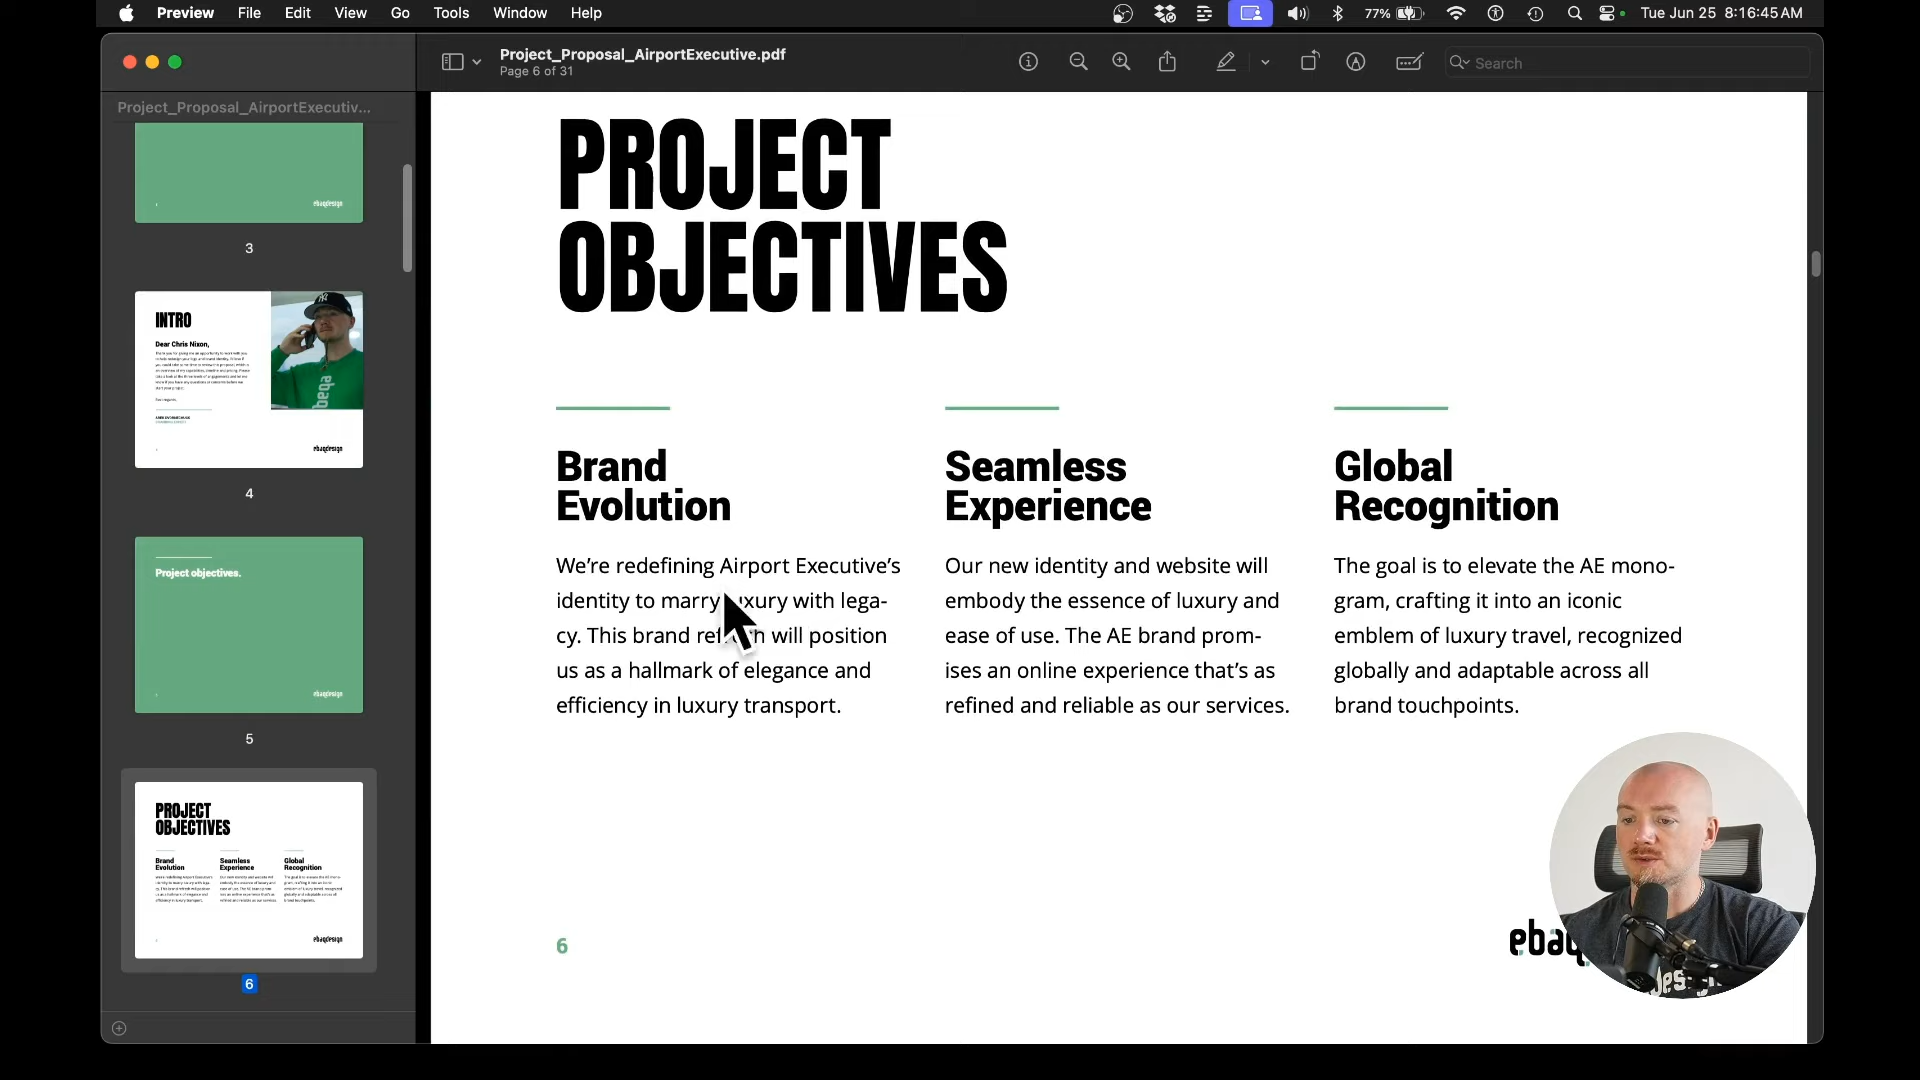 Preview File Edit View Go Tools Window Help 77% Tue Jun 25 8:16:45 AM
Project_Proposal_AirportExecutive.pdf
Page 6 of 31
Search
Project_Proposal_AirportExecutiv...
ebaqdesign
3
INTRO
Dear Chris Nixon,
ebaqdesign
4
Project objectives.
ebaqdesign
5
PROJECT
OBJECTIVES
Brand
Evolution
Seamless
Experience
Global
Recognition
ebaqdesign
6
PROJECT
OBJECTIVES
Brand
Evolution
We're redefining Airport Executive's
identity to marry luxury with lega-
cy. This brand refresh will position
us as a hallmark of elegance and
efficiency in luxury transport.
Seamless
Experience
Our new identity and website will
embody the essence of luxury and
ease of use. The AE brand prom-
ises an online experience that's as
refined and reliable as our services.
Global
Recognition
The goal is to elevate the AE mono-
gram, crafting it into an iconic
emblem of luxury travel, recognized
globally and adaptable across all
brand touchpoints.
6
ebaq